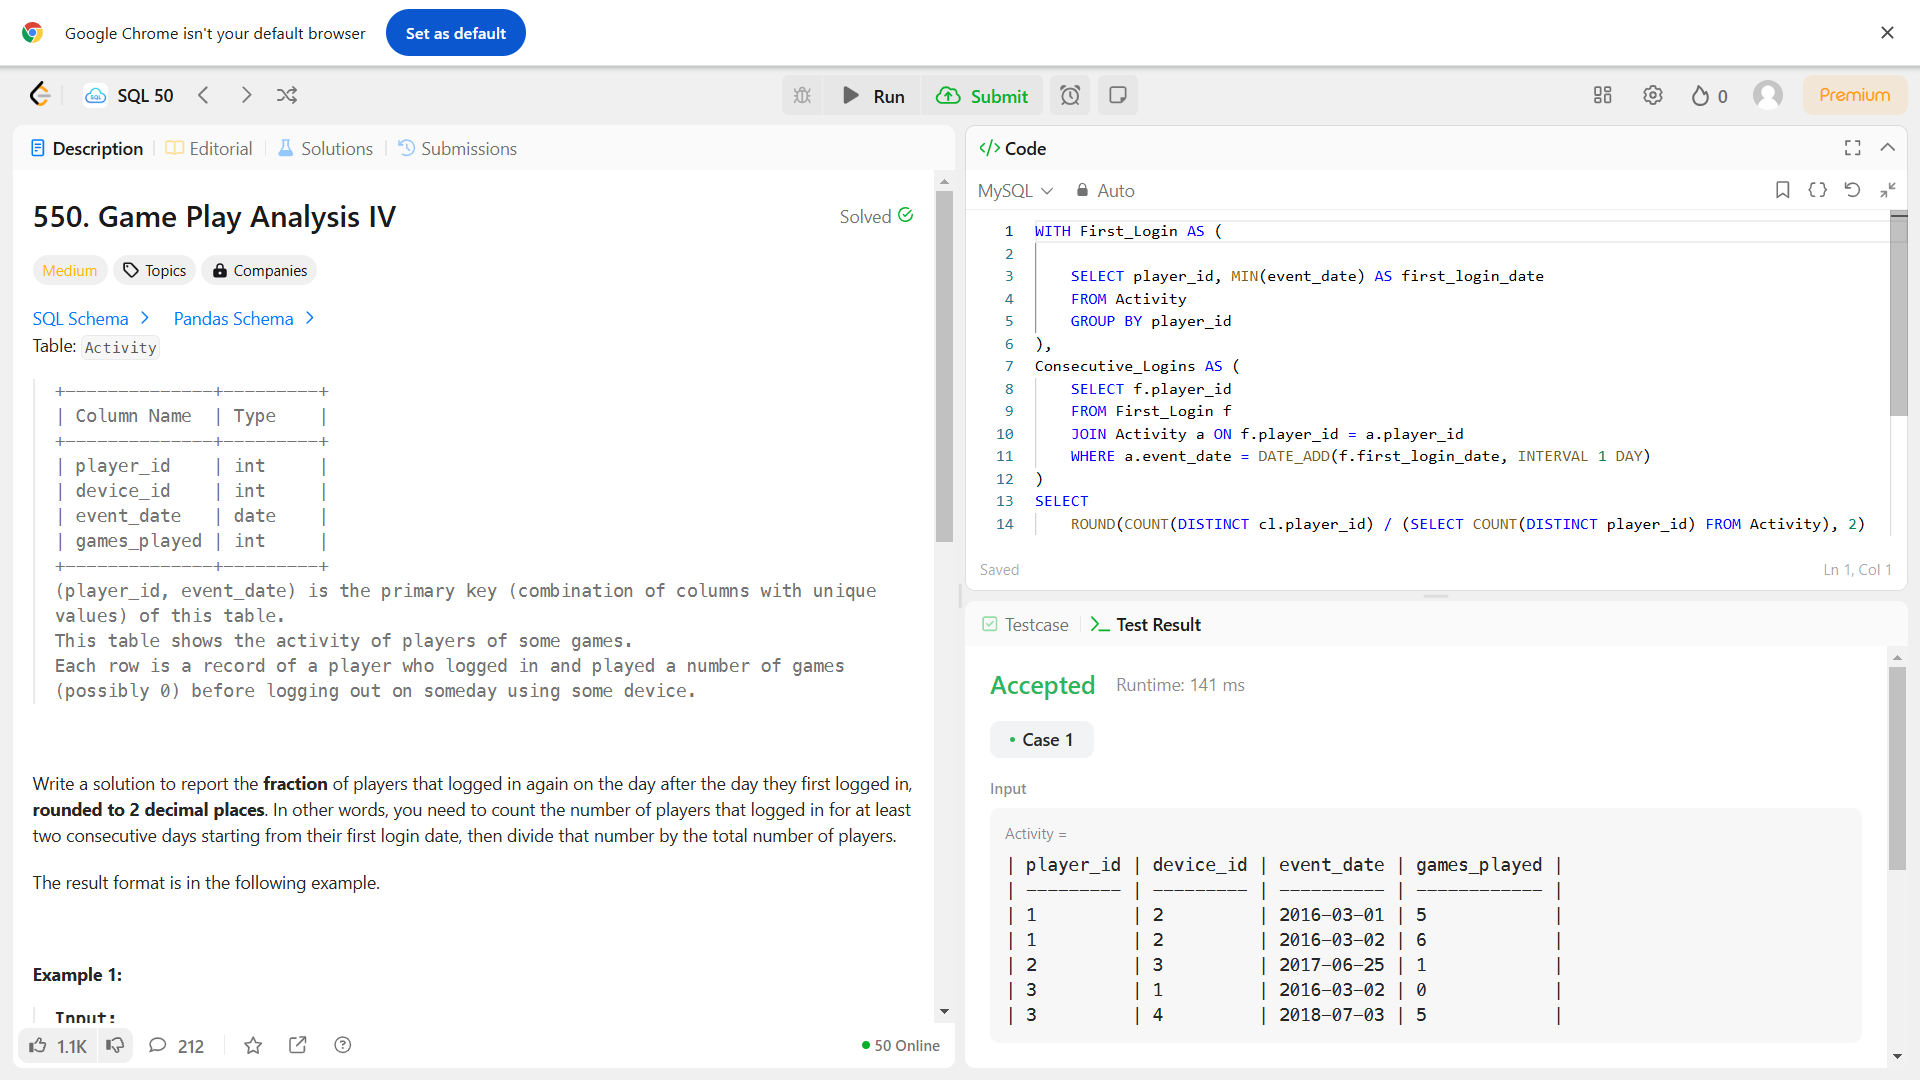 Google Chrome isn't your default browser
Set as default
SQL 50
Run
Submit
0
Premium
Description
Editorial
Solutions
Submissions
550. Game Play Analysis IV
Solved
Medium
Topics
Companies
SQL Schema
Pandas Schema
Table: Activity
+--------------+---------+
| Column Name  | Type    |
+--------------+---------+
| player_id    | int     |
| device_id    | int     |
| event_date   | date    |
| games_played | int     |
+--------------+---------+
(player_id, event_date) is the primary key (combination of columns with unique
values) of this table.
This table shows the activity of players of some games.
Each row is a record of a player who logged in and played a number of games
(possibly 0) before logging out on someday using some device.
Write a solution to report the fraction of players that logged in again on the day after the day they first logged in,
rounded to 2 decimal places. In other words, you need to count the number of players that logged in for at least
two consecutive days starting from their first login date, then divide that number by the total number of players.
The result format is in the following example.
Example 1:
Input:
1.1K
212
50 Online
</> Code
MySQL
Auto
1 WITH First_Login AS (
2
3     SELECT player_id, MIN(event_date) AS first_login_date
4     FROM Activity
5     GROUP BY player_id
6 ),
7 Consecutive_Logins AS (
8     SELECT f.player_id
9     FROM First_Login f
10     JOIN Activity a ON f.player_id = a.player_id
11     WHERE a.event_date = DATE_ADD(f.first_login_date, INTERVAL 1 DAY)
12 )
13 SELECT
14     ROUND(COUNT(DISTINCT cl.player_id) / (SELECT COUNT(DISTINCT player_id) FROM Activity), 2)
Saved
Ln 1, Col 1
Testcase
Test Result
Accepted
Runtime: 141 ms
Case 1
Input
Activity =
| player_id | device_id | event_date | games_played |
| --------- | --------- | ---------- | ------------ |
| 1         | 2         | 2016-03-01 | 5            |
| 1         | 2         | 2016-03-02 | 6            |
| 2         | 3         | 2017-06-25 | 1            |
| 3         | 1         | 2016-03-02 | 0            |
| 3         | 4         | 2018-07-03 | 5            |